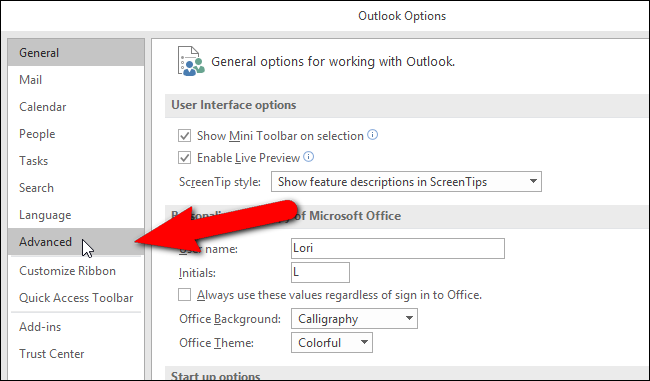 Outlook Options
General
Mail
Calendar
People
Tasks
Search
Language
Advanced
Customize Ribbon
Quick Access Toolbar
Add-ins
Trust Center
General options for working with Outlook.
User Interface options
Show Mini Toolbar on selection
Enable Live Preview
ScreenTip style: Show feature descriptions in ScreenTips
of Microsoft Office
name: Lori
Initials: L
Always use these values regardless of sign in to Office.
Office Background: Calligraphy
Office Theme: Colorful
Start up options